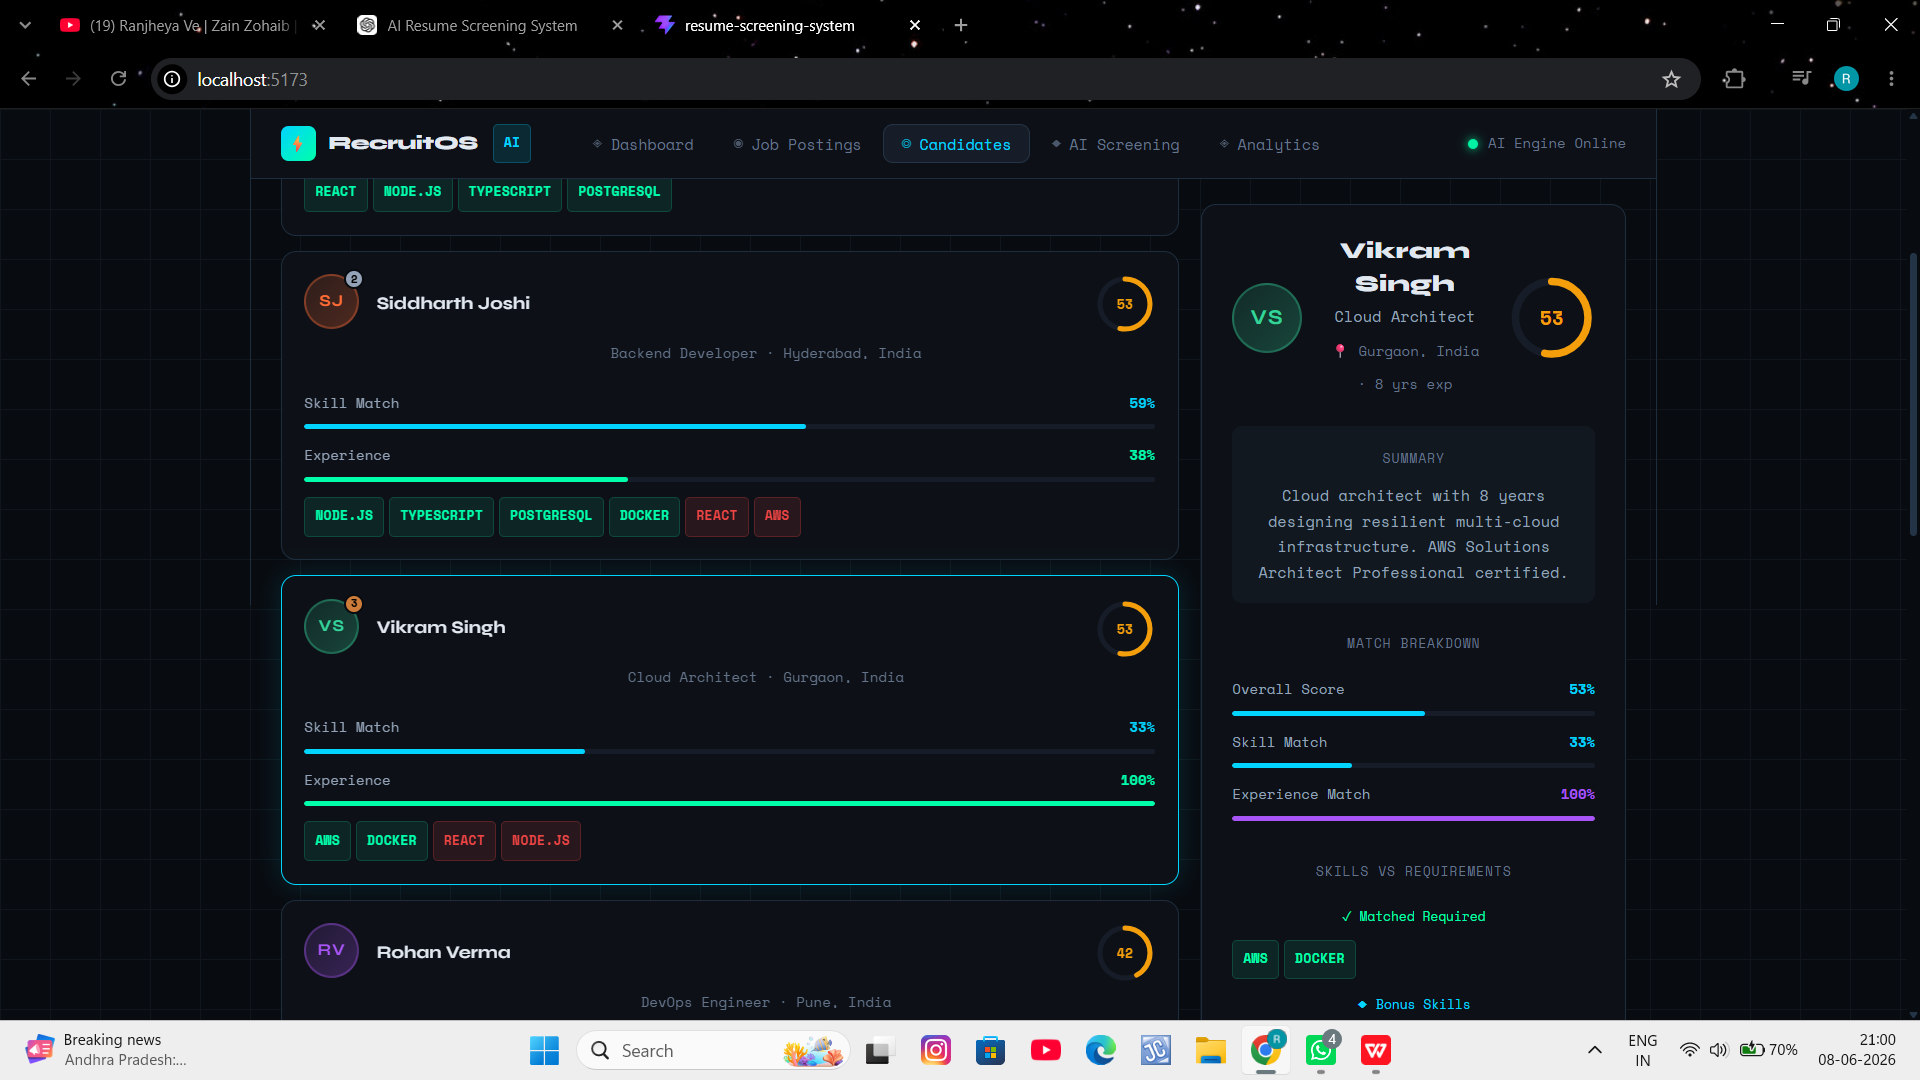 (19) Ranjheya Ve | Zain Zohaib
AI Resume Screening System
resume-screening-system
localhost:5173
R
RecruitOS
AI
Dashboard
Job Postings
Candidates
AI Screening
Analytics
AI Engine Online
REACT
NODE.JS
TYPESCRIPT
POSTGRESQL
SJ
2
Siddharth Joshi
53
Backend Developer · Hyderabad, India
Skill Match
59%
Experience
38%
NODE.JS
TYPESCRIPT
POSTGRESQL
DOCKER
REACT
AWS
VS
3
Vikram Singh
53
Cloud Architect · Gurgaon, India
Skill Match
33%
Experience
100%
AWS
DOCKER
REACT
NODE.JS
RV
Rohan Verma
42
DevOps Engineer · Pune, India
VS
Vikram
Singh
Cloud Architect
Gurgaon, India
· 8 yrs exp
53
SUMMARY
Cloud architect with 8 years
designing resilient multi-cloud
infrastructure. AWS Solutions
Architect Professional certified.
MATCH BREAKDOWN
Overall Score
53%
Skill Match
33%
Experience Match
100%
SKILLS VS REQUIREMENTS
✓ Matched Required
AWS
DOCKER
◆ Bonus Skills
Breaking news
Andhra Pradesh:...
Search
JC
R
4
W
ENG
IN
70%
21:00
08-06-2026